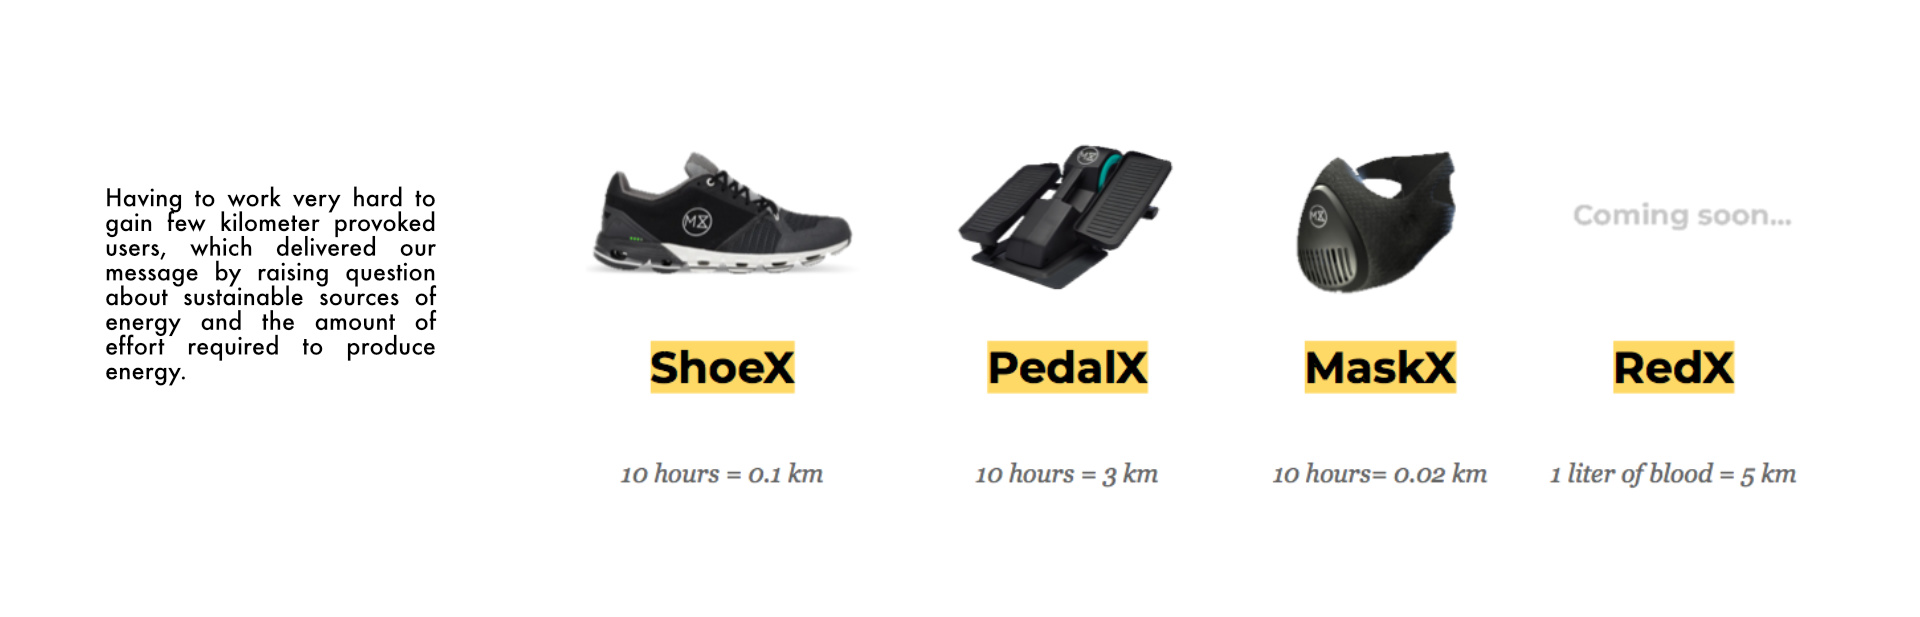 Having to work very hard to
gain few kilometer provoked
users, which delivered our
message by raising question
about sustainable sources of
energy and the amount of
effort required to produce
energy.
MX
MX
MX
Coming soon...
ShoeX
PedalX
MaskX
RedX
10 hours = 0.1 km
10 hours = 3 km
10 hours= 0.02 km
1 liter of blood = 5 km